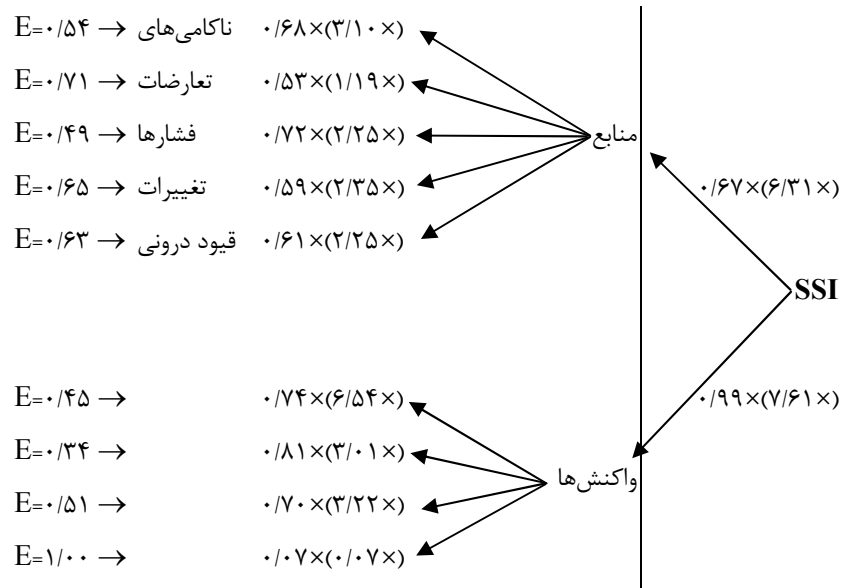 E=۰/۵۴ → ناکامی‌های ۰/۶۸×(۳/۱۰×)
E=۰/۷۱ → تعارضات ۰/۵۳×(۱/۱۹×)
E=۰/۴۹ → فشارها ۰/۷۲×(۲/۲۵×)
منابع
E=۰/۶۵ → تغییرات ۰/۵۹×(۲/۳۵×)
۰/۶۷×(۶/۳۱×)
E=۰/۶۳ → قیود درونی ۰/۶۱×(۲/۲۵×)
SSI
E=۰/۴۵ → ۰/۷۴×(۶/۵۴×)
۰/۹۹×(۷/۶۱×)
E=۰/۳۴ → ۰/۸۱×(۳/۰۱×)
واکنش‌ها
E=۰/۵۱ → ۰/۷۰×(۳/۲۲×)
E=۱/۰۰ → ۰/۰۷×(۰/۰۷×)